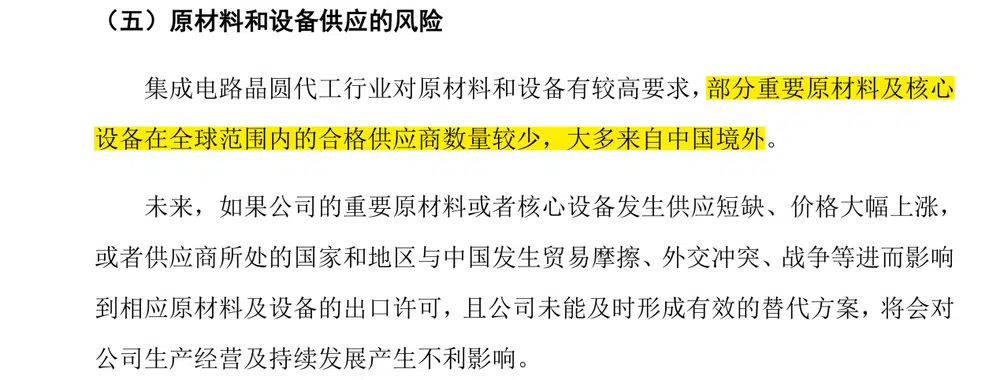 （五）原材料和设备供应的风险
集成电路晶圆代工行业对原材料和设备有较高要求，部分重要原材料及核心
设备在全球范围内的合格供应商数量较少，大多来自中国境外。
未来，如果公司的重要原材料或者核心设备发生供应短缺、价格大幅上涨，
或者供应商所处的国家和地区与中国发生贸易摩擦、外交冲突、战争等进而影响
到相应原材料及设备的出口许可，且公司未能及时形成有效的替代方案，将会对
公司生产经营及持续发展产生不利影响。